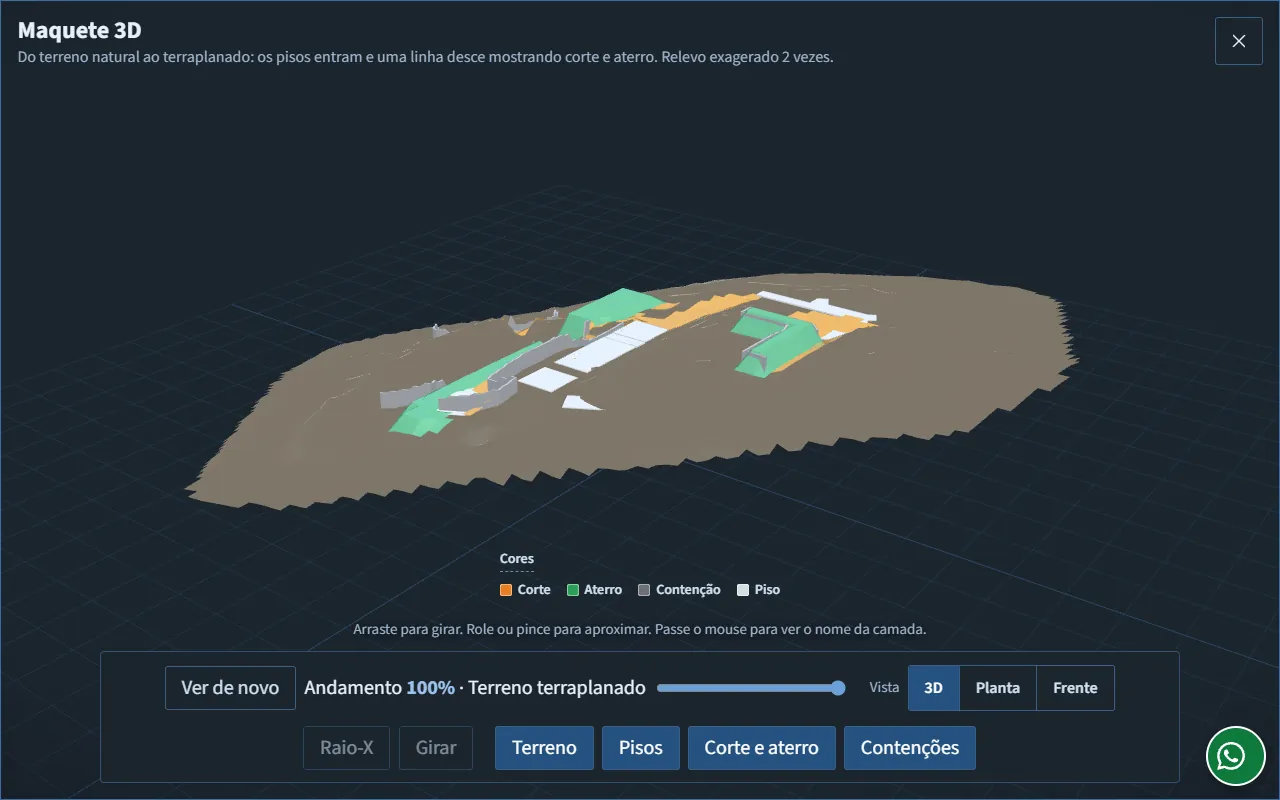 Maquete 3D
Do terreno natural ao terraplanado: os pisos entram e uma linha desce mostrando corte e aterro. Relevo exagerado 2 vezes.
Cores
Corte Aterro Contenção Piso
Arraste para girar. Role ou pince para aproximar. Passe o mouse para ver o nome da camada.
Ver de novo Andamento 100% · Terreno terraplanado Vista 3D Planta Frente
Raio-X Girar Terreno Pisos Corte e aterro Contenções